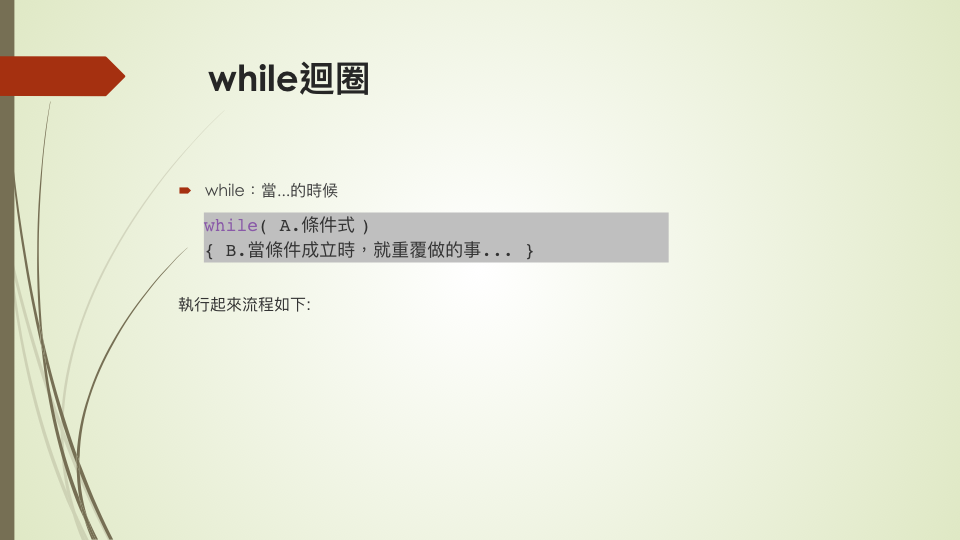 while迴圈
while：當...的時候
while( A.條件式 )
{ B.當條件成立時，就重覆做的事... }
執行起來流程如下: